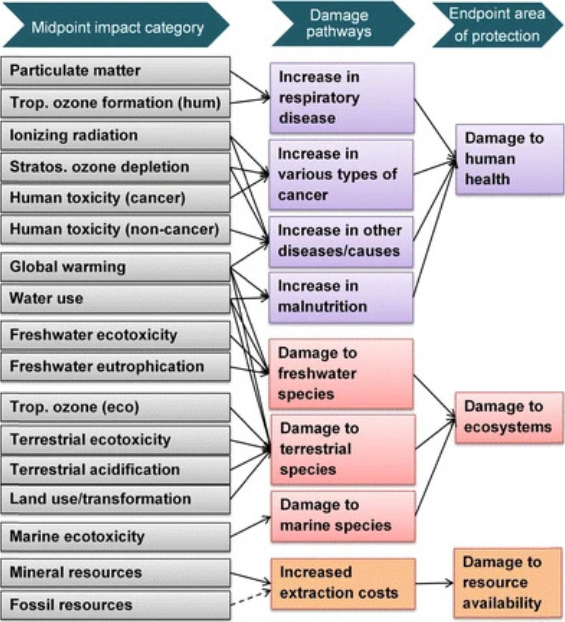 Midpoint impact category
Damage
pathways
Endpoint area
of protection
Particulate matter
Trop. ozone formation (hum)
Ionizing radiation
Stratos. ozone depletion
Human toxicity (cancer)
Human toxicity (non-cancer)
Global warming
Water use
Freshwater ecotoxicity
Freshwater eutrophication
Trop. ozone (eco)
Terrestrial ecotoxicity
Terrestrial acidification
Land use/transformation
Marine ecotoxicity
Mineral resources
Fossil resources
Increase in
respiratory
disease
Increase in
various types of
cancer
Increase in other
diseases/causes
Increase in
malnutrition
Damage to
freshwater
species
Damage to
terrestrial
species
Damage to
marine species
Increased
extraction costs
Damage to
human
health
Damage to
ecosystems
Damage to
resource
availability